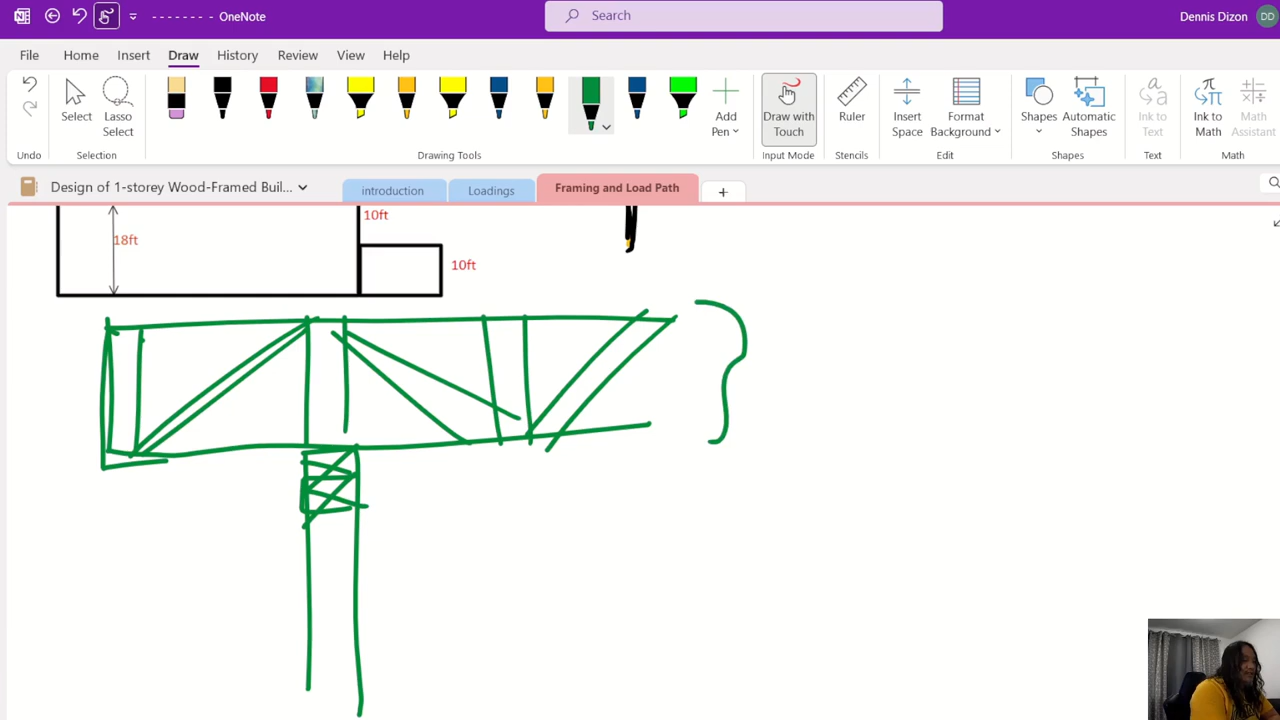 - - - - - - - OneNote
Search
Dennis Dizon
DD
File Home Insert Draw History Review View Help
Undo
Select
Lasso Select
Selection
Drawing Tools
Add Pen
Draw with Touch
Input Mode
Ruler
Stencils
Insert Space
Format Background
Edit
Shapes
Automatic Shapes
Shapes
Ink to Text
Text
Ink to Math
Math Assistant
Math
Design of 1-storey Wood-Framed Buil...
introduction
Loadings
Framing and Load Path
10ft
18ft
10ft